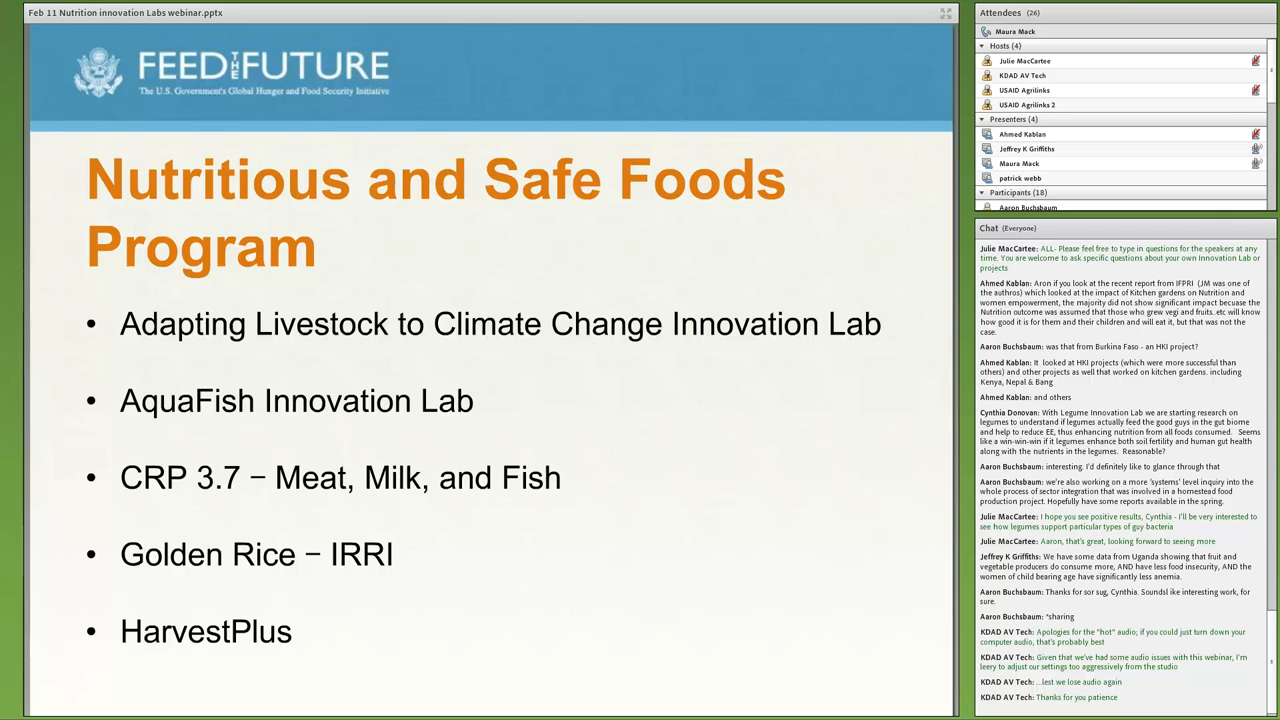 Feb 11 Nutrition innovation Labs webinar.pptx
FEED THE FUTURE
The U.S. Government's Global Hunger and Food Security Initiative
Nutritious and Safe Foods
Program
• Adapting Livestock to Climate Change Innovation Lab
• AquaFish Innovation Lab
• CRP 3.7 – Meat, Milk, and Fish
• Golden Rice – IRRI
• HarvestPlus
Attendees (26)
Maura Mack
Hosts (4)
Julie MacCartee
KDAD AV Tech
USAID Agrilinks
USAID Agrilinks 2
Presenters (4)
Ahmed Kablan
Jeffrey K Griffiths
Maura Mack
patrick webb
Participants (18)
Aaron Buchsbaum
Chat (Everyone)
Julie MacCartee: ALL- Please feel free to type in questions for the speakers at any
time. You are welcome to ask specific questions about your own Innovation Lab or
projects
Ahmed Kablan: Aron if you look at the recent report from IFPRI (JM was one of
the authros) which looked at the impact of Kitchen gardens on Nutrition and
women empowerment, the majority did not show significant impact becuase the
Nutrition outcome was assumed that those who grew vegi and fruits..etc will know
how good it is for them and their children and will eat it, but that was not the
case.
Aaron Buchsbaum: was that from Burkina Faso - an HKI project?
Ahmed Kablan: It looked at HKI projects (which were more successful than
others) and other projects as well that worked on kitchen gardens. including
Kenya, Nepal & Bang
Ahmed Kablan: and others
Cynthia Donovan: With Legume Innovation Lab we are starting research on
legumes to understand if legumes actually feed the good guys in the gut biome
and help to reduce EE, thus enhancing nutrition from all foods consumed. Seems
like a win-win-win if it legumes enhance both soil fertility and human gut health
along with the nutrients in the legumes. Reasonable?
Aaron Buchsbaum: interesting. I'd definitely like to glance through that
Aaron Buchsbaum: we're also working on a more 'systems' level inquiry into the
whole process of sector integration that was involved in a homestead food
production project. Hopefully have some reports available in the spring.
Julie MacCartee: I hope you see positive results, Cynthia - I'll be very interested to
see how legumes support particular types of guy bacteria
Julie MacCartee: Aaron, that's great, looking forward to seeing more
Jeffrey K Griffiths: We have some data from Uganda showing that fruit and
vegetable producers do consume more, AND have less food insecurity, AND the
women of child bearing age have significantly less anemia.
Aaron Buchsbaum: Thanks for sor sug, Cynthia. Soundsl ike interesting work, for
sure.
Aaron Buchsbaum: *sharing
KDAD AV Tech: Apologies for the "hot" audio; if you could just turn down your
computer audio, that's probably best
KDAD AV Tech: Given that we've had some audio issues with this webinar, I'm
leery to adjust our settings too aggressively from the studio
KDAD AV Tech: ...lest we lose audio again
KDAD AV Tech: Thanks for you patience